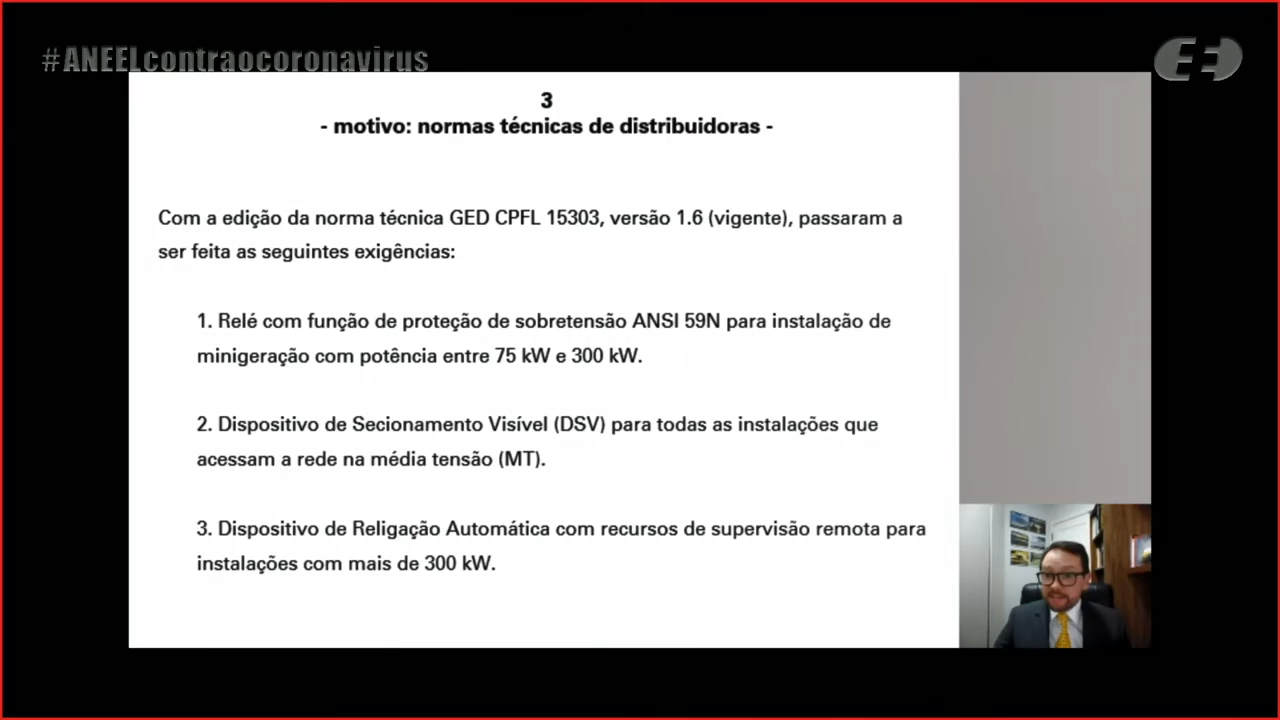 #ANEELcontraocoronavirus
3
- motivo: normas técnicas de distribuidoras -
Com a edição da norma técnica GED CPFL 15303, versão 1.6 (vigente), passaram a
ser feita as seguintes exigências:
1. Relé com função de proteção de sobretensão ANSI 59N para instalação de
minigeração com potência entre 75 kW e 300 kW.
2. Dispositivo de Secionamento Visível (DSV) para todas as instalações que
acessam a rede na média tensão (MT).
3. Dispositivo de Religação Automática com recursos de supervisão remota para
instalações com mais de 300 kW.